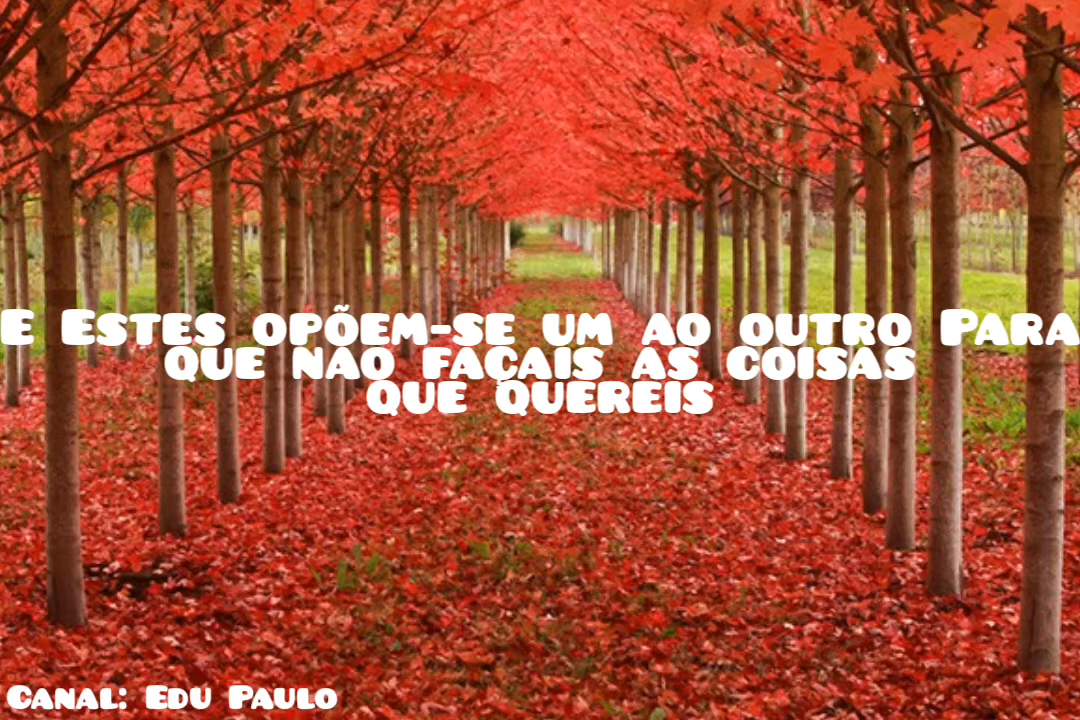 E Estes opõem-se um ao outro Para
que não façais as coisas
que quereis
Canal: Edu Paulo